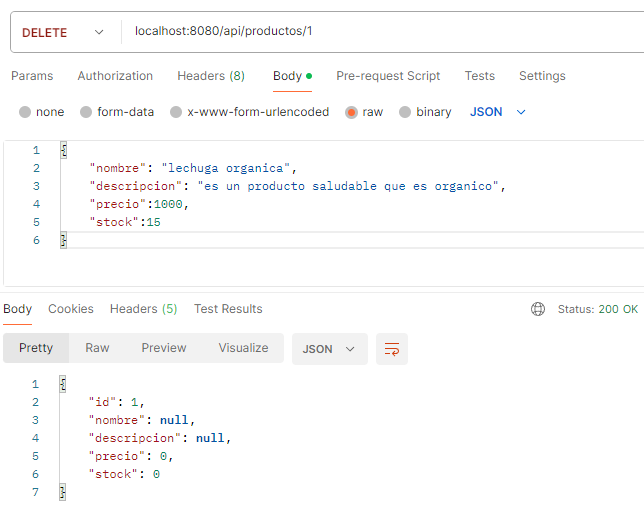 DELETE localhost:8080/api/productos/1
Params Authorization Headers (8) Body Pre-request Script Tests Settings
none form-data x-www-form-urlencoded raw binary JSON
1 {
2 "nombre": "lechuga organica",
3 "descripcion": "es un producto saludable que es organico",
4 "precio":1000,
5 "stock":15
6 }
Body Cookies Headers (5) Test Results Status: 200 OK
Pretty Raw Preview Visualize JSON
1 {
2 "id": 1,
3 "nombre": null,
4 "descripcion": null,
5 "precio": 0,
6 "stock": 0
7 }